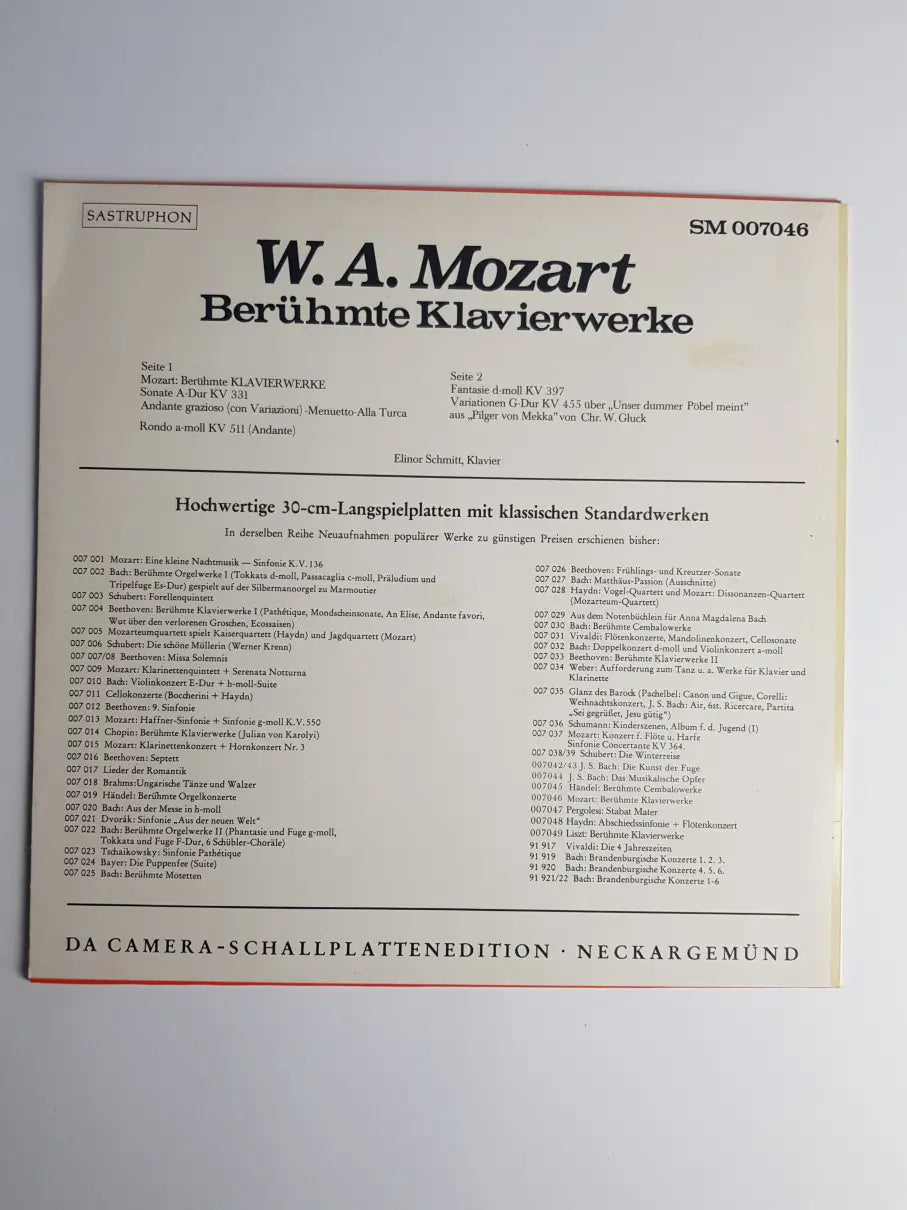 SASTRUPHON
SM 007046
W. A. Mozart
Berühmte Klavierwerke
Seite 1
Mozart: Berühmte KLAVIERWERKE
Sonate A-Dur KV 331
Andante grazioso (con Variazioni) -Menuetto-Alla Turca
Rondo a-moll KV 511 (Andante)
Seite 2
Fantasie d-moll KV 397
Variationen G-Dur KV 455 über „Unser dummer Pöbel meint"
aus „Pilger von Mekka" von Chr. W. Gluck
Elinor Schmitt, Klavier
Hochwertige 30-cm-Langspielplatten mit klassischen Standardwerken
In derselben Reihe Neuaufnahmen populärer Werke zu günstigen Preisen erschienen bisher:
007 001 Mozart: Eine kleine Nachtmusik — Sinfonie K.V. 136
007 002 Bach: Berühmte Orgelwerke I (Tokkata d-moll, Passacaglia c-moll, Präludium und
Tripelfuge Es-Dur) gespielt auf der Silbermannorgel zu Marmoutier
007 003 Schubert: Forellenquintett
007 004 Beethoven: Berühmte Klavierwerke I (Pathétique, Mondscheinsonate, An Elise, Andante favori,
Wut über den verlorenen Groschen, Ecossaisen)
007 005 Mozarteumquartett spielt Kaiserquartett (Haydn) und Jagdquartett (Mozart)
007 006 Schubert: Die schöne Müllerin (Werner Krenn)
007 007/08 Beethoven: Missa Solemnis
007 009 Mozart: Klarinettenquintett + Serenata Notturna
007 010 Bach: Violinkonzert E-Dur + h-moll-Suite
007 011 Cellokonzerte (Boccherini + Haydn)
007 012 Beethoven: 9. Sinfonie
007 013 Mozart: Haffner-Sinfonie + Sinfonie g-moll K.V. 550
007 014 Chopin: Berühmte Klavierwerke (Julian von Karolyi)
007 015 Mozart: Klarinettenkonzert + Hornkonzert Nr. 3
007 016 Beethoven: Septett
007 017 Lieder der Romantik
007 018 Brahms:Ungarische Tänze und Walzer
007 019 Händel: Berühmte Orgelkonzerte
007 020 Bach: Aus der Messe in h-moll
007 021 Dvorák: Sinfonie „Aus der neuen Welt"
007 022 Bach: Berühmte Orgelwerke II (Phantasie und Fuge g-moll,
Tokkata und Fuge F-Dur, 6 Schübler-Choräle)
007 023 Tschaikowsky: Sinfonie Pathétique
007 024 Bayer: Die Puppenfee (Suite)
007 025 Bach: Berühmte Motetten
007 026 Beethoven: Frühlings- und Kreutzer-Sonate
007 027 Bach: Matthäus-Passion (Ausschnitte)
007 028 Haydn: Vogel-Quartett und Mozart: Dissonanzen-Quartett
(Mozarteum-Quartett)
007 029 Aus dem Notenbüchlein für Anna Magdalena Bach
007 030 Bach: Berühmte Cembalowerke
007 031 Vivaldi: Flötenkonzerte, Mandolinenkonzert, Cellosonate
007 032 Bach: Doppelkonzert d-moll und Violinkonzert a-moll
007 033 Beethoven: Berühmte Klavierwerke II
007 034 Weber: Aufforderung zum Tanz u. a. Werke für Klavier und
Klarinette
007 035 Glanz des Barock (Pachelbel: Canon und Gigue, Corelli:
Weihnachtskonzert, J. S. Bach: Air, 6st. Ricercare, Partita
„Sei gegrüßet, Jesu gütig")
007 036 Schumann: Kinderszenen, Album f. d. Jugend (I)
007 037 Mozart: Konzert f. Flöte u. Harfe
Sinfonie Concertante KV 364.
007 038/39 Schubert: Die Winterreise
007042/43 J. S. Bach: Die Kunst der Fuge
007044 J. S. Bach: Das Musikalische Opfer
007045 Händel: Berühmte Cembalowerke
007046 Mozart: Berühmte Klavierwerke
007047 Pergolesi: Stabat Mater
007048 Haydn: Abschiedssinfonie + Flötenkonzert
007049 Liszt: Berühmte Klavierwerke
91 917 Vivaldi: Die 4 Jahreszeiten
91 919 Bach: Brandenburgische Konzerte 1. 2. 3.
91 920 Bach: Brandenburgische Konzerte 4. 5. 6.
91 921/22 Bach: Brandenburgische Konzerte 1-6
DA CAMERA-SCHALLPLATTENEDITION · NECKARGEMÜND